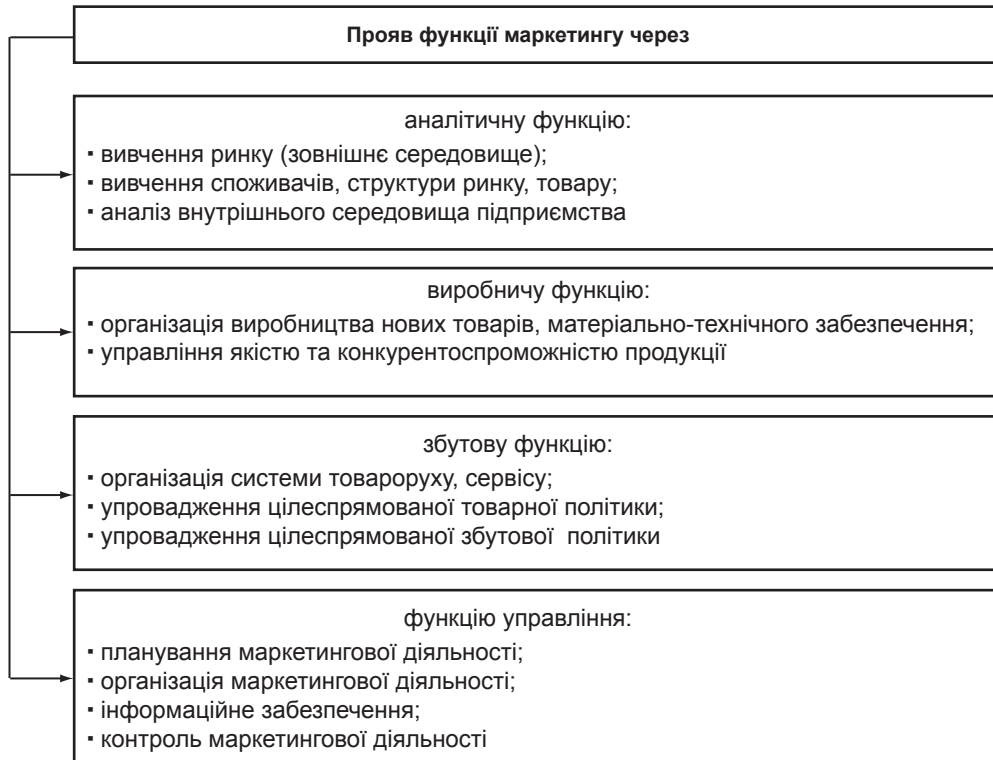 Прояв функції маркетингу через
аналітичну функцію:
▪ вивчення ринку (зовнішнє середовище);
▪ вивчення споживачів, структури ринку, товару;
▪ аналіз внутрішнього середовища підприємства
виробничу функцію:
▪ організація виробництва нових товарів, матеріально-технічного забезпечення;
▪ управління якістю та конкурентоспроможністю продукції
збутову функцію:
▪ організація системи товароруху, сервісу;
▪ упровадження цілеспрямованої товарної політики;
▪ упровадження цілеспрямованої збутової політики
функцію управління:
▪ планування маркетингової діяльності;
▪ організація маркетингової діяльності;
▪ інформаційне забезпечення;
▪ контроль маркетингової діяльності